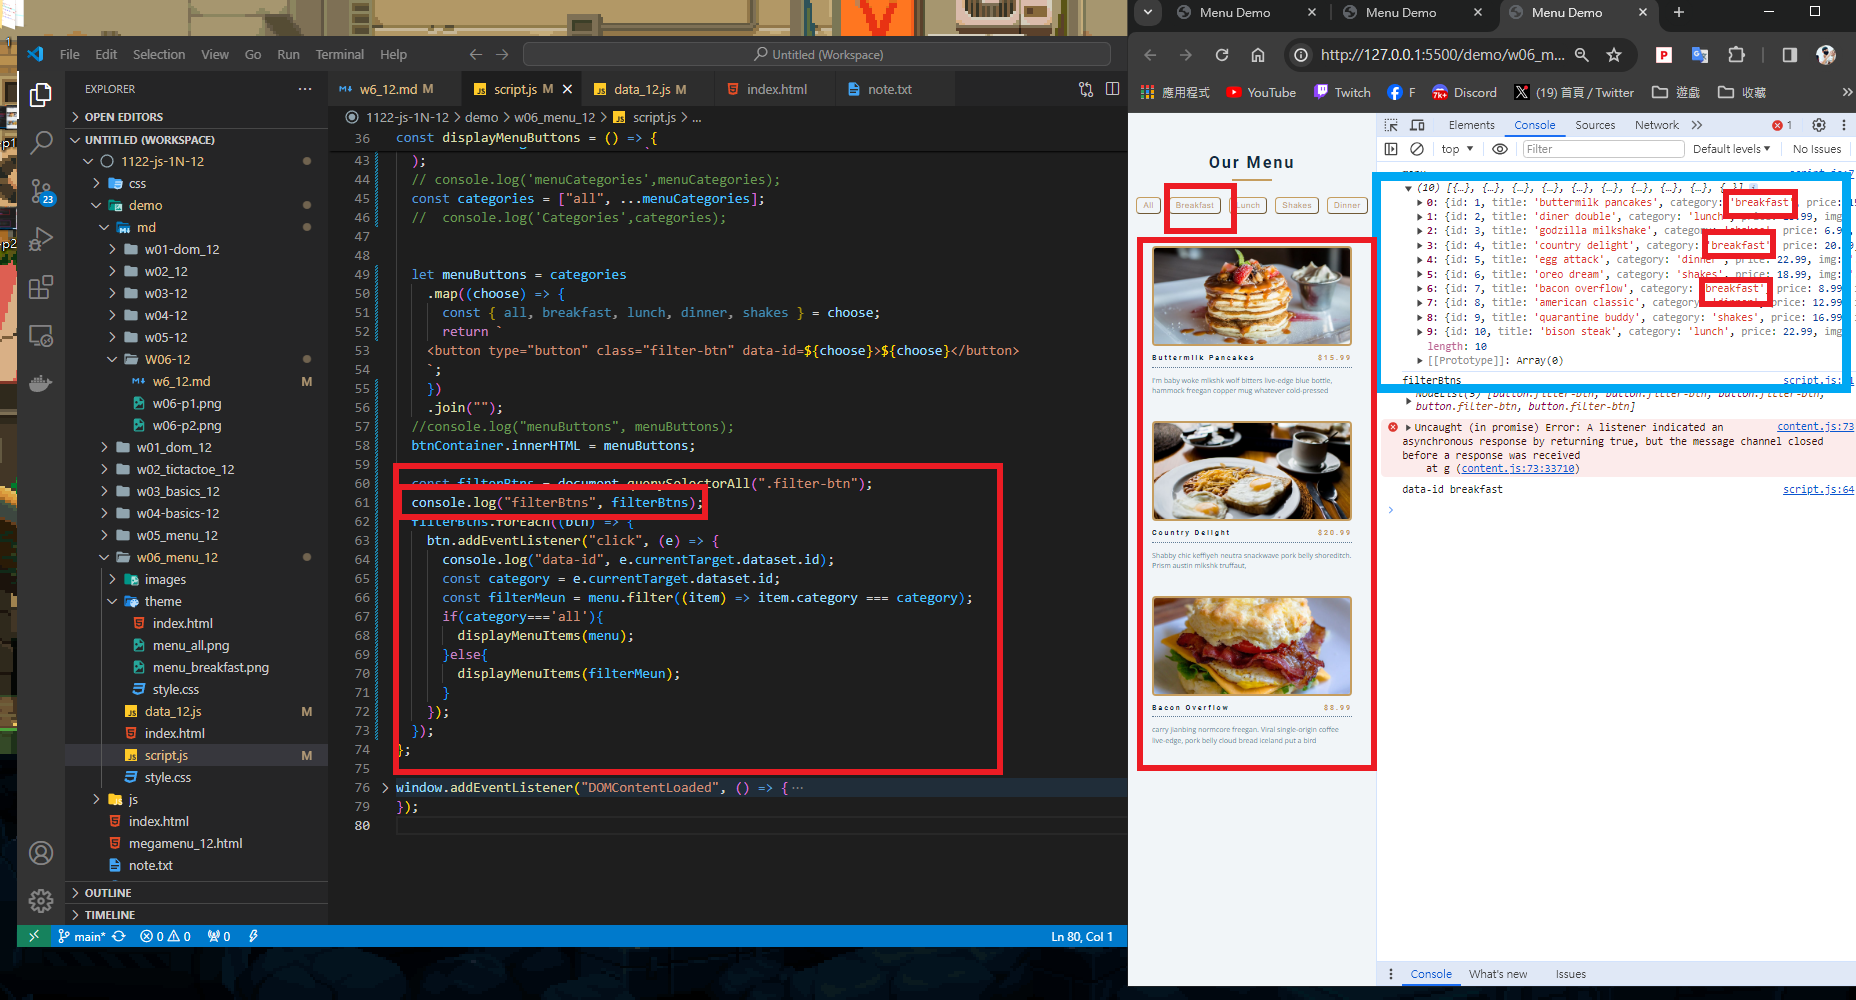 File Edit Selection View Go Run Terminal Help
Untitled (Workspace)
EXPLORER
OPEN EDITORS
UNTITLED (WORKSPACE)
1122-js-1N-12
css
demo
md
w01-dom_12
w02_12
w03-12
w04-12
w05-12
W06-12
w6_12.md M
w06-p1.png
w06-p2.png
w01_dom_12
w02_tictactoe_12
w03_basics_12
w04-basics-12
w05_menu_12
w06_menu_12
images
theme
index.html
menu_all.png
menu_breakfast.png
style.css
data_12.js M
index.html
script.js M
style.css
js
index.html
megamenu_12.html
note.txt
OUTLINE
TIMELINE
23
w6_12.md M
script.js M
data_12.js M
index.html
note.txt
1122-js-1N-12 > demo > w06_menu_12 > script.js > ...
36 const displayMenuButtons = () => {
43 );
44 // console.log('menuCategories',menuCategories);
45 const categories = ["all", ...menuCategories];
46 //  console.log('Categories',categories);
47
48
49 let menuButtons = categories
50 .map((choose) => {
51 const { all, breakfast, lunch, dinner, shakes } = choose;
52 return `
53 <button type="button" class="filter-btn" data-id=${choose}>${choose}</button>
54 `;
55 })
56 .join("");
57 //console.log("menuButtons", menuButtons);
58 btnContainer.innerHTML = menuButtons;
59
60 const filterBtns = document.querySelectorAll(".filter-btn");
61 console.log("filterBtns", filterBtns);
62 filterBtns.forEach((btn) => {
63 btn.addEventListener("click", (e) => {
64 console.log("data-id", e.currentTarget.dataset.id);
65 const category = e.currentTarget.dataset.id;
66 const filterMeun = menu.filter((item) => item.category === category);
67 if(category==='all'){
68 displayMenuItems(menu);
69 }else{
70 displayMenuItems(filterMeun);
71 }
72 });
73 });
74 };
75
76 window.addEventListener("DOMContentLoaded", () => {…
79 });
80
main* 0 0 0
Ln 80, Col 1
Menu Demo
Menu Demo
Menu Demo
http://127.0.0.1:5500/demo/w06_m...
應用程式 YouTube Twitch F Discord (19) 首頁 / Twitter 遊戲 收藏
Our Menu
All Breakfast Lunch Shakes Dinner
Buttermilk Pancakes $15.99
I'm baby woke mlkshk wolf bitters live-edge blue bottle,
hammock freegan copper mug whatever cold-pressed
Country Delight $20.99
Shabby chic keffiyeh neutra snackwave pork belly shoreditch.
Prism austin mlkshk truffaut,
Bacon Overflow $8.99
carry jianbing normcore freegan. Viral single-origin coffee
live-edge, pork belly cloud bread iceland put a bird
Elements Console Sources Network 1
top Filter Default levels No Issues
(10) [{…}, {…}, {…}, {…}, {…}, {…}, {…}, {…}, {…}, {…}]
0: {id: 1, title: 'buttermilk pancakes', category: 'breakfast', price: 15
1: {id: 2, title: 'diner double', category: 'lunch', price: 13.99, img
2: {id: 3, title: 'godzilla milkshake', category: 'shakes', price: 6.9
3: {id: 4, title: 'country delight', category: 'breakfast', price: 20.
4: {id: 5, title: 'egg attack', category: 'dinner', price: 22.99, img:
5: {id: 6, title: 'oreo dream', category: 'shakes', price: 18.99, img:
6: {id: 7, title: 'bacon overflow', category: 'breakfast', price: 8.99
7: {id: 8, title: 'american classic', category: 'dinner', price: 12.99
8: {id: 9, title: 'quarantine buddy', category: 'shakes', price: 16.99
9: {id: 10, title: 'bison steak', category: 'lunch', price: 22.99, img
length: 10
[[Prototype]]: Array(0)
filterBtns
NodeList(5) [button.filter-btn, button.filter-btn, button.filter-btn,
button.filter-btn, button.filter-btn]
Uncaught (in promise) Error: A listener indicated an content.js:73
asynchronous response by returning true, but the message channel closed
before a response was received
at g (content.js:73:33710)
data-id breakfast script.js:64
Console What's new Issues